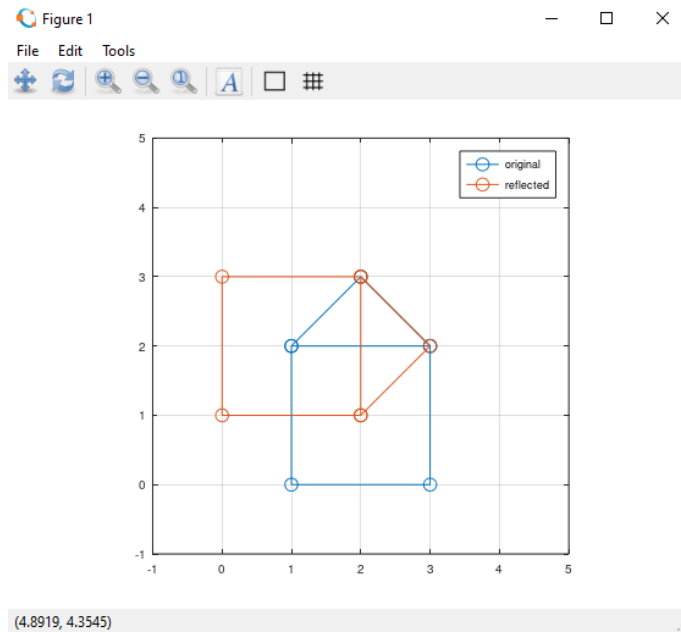 Figure 1
File Edit Tools
A
5
original
reflected
4
3
2
1
0
-1
-1 0 1 2 3 4 5
(4.8919, 4.3545)